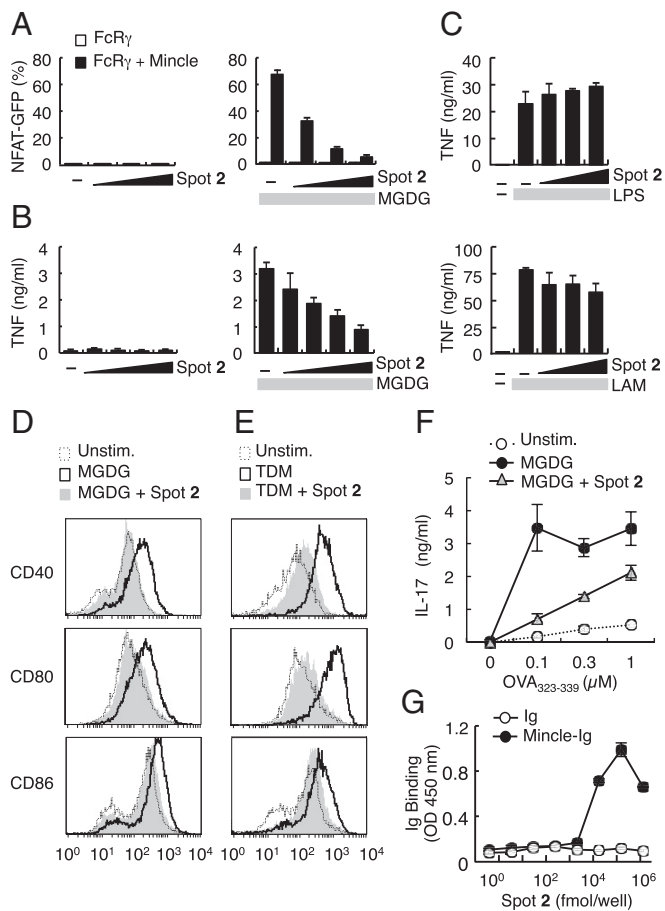 A
C
FcRγ
FcRγ + Mincle
NFAT-GFP (%)
80
60
40
20
0
80
60
40
20
0
TNF (ng/ml)
40
30
20
10
0
– Spot 2
– Spot 2
MGDG
– – Spot 2
LPS
B
TNF (ng/ml)
4
3
2
1
0
4
3
2
1
0
TNF (ng/ml)
100
75
50
25
0
– Spot 2
– Spot 2
MGDG
– – Spot 2
LAM
D
Unstim.
MGDG
MGDG + Spot 2
E
Unstim.
TDM
TDM + Spot 2
CD40
CD80
CD86
10⁰ 10¹ 10² 10³ 10⁴
10⁰ 10¹ 10² 10³ 10⁴
F
Unstim.
MGDG
MGDG + Spot 2
IL-17 (ng/ml)
5
4
3
2
1
0
0 0.1 0.3 1
OVA₃₂₃₋₃₃₉ (μM)
G
Ig
Mincle-Ig
Ig Binding
(OD 450 nm)
1.2
0.8
0.4
0
10⁰ 10² 10⁴ 10⁶
Spot 2 (fmol/well)